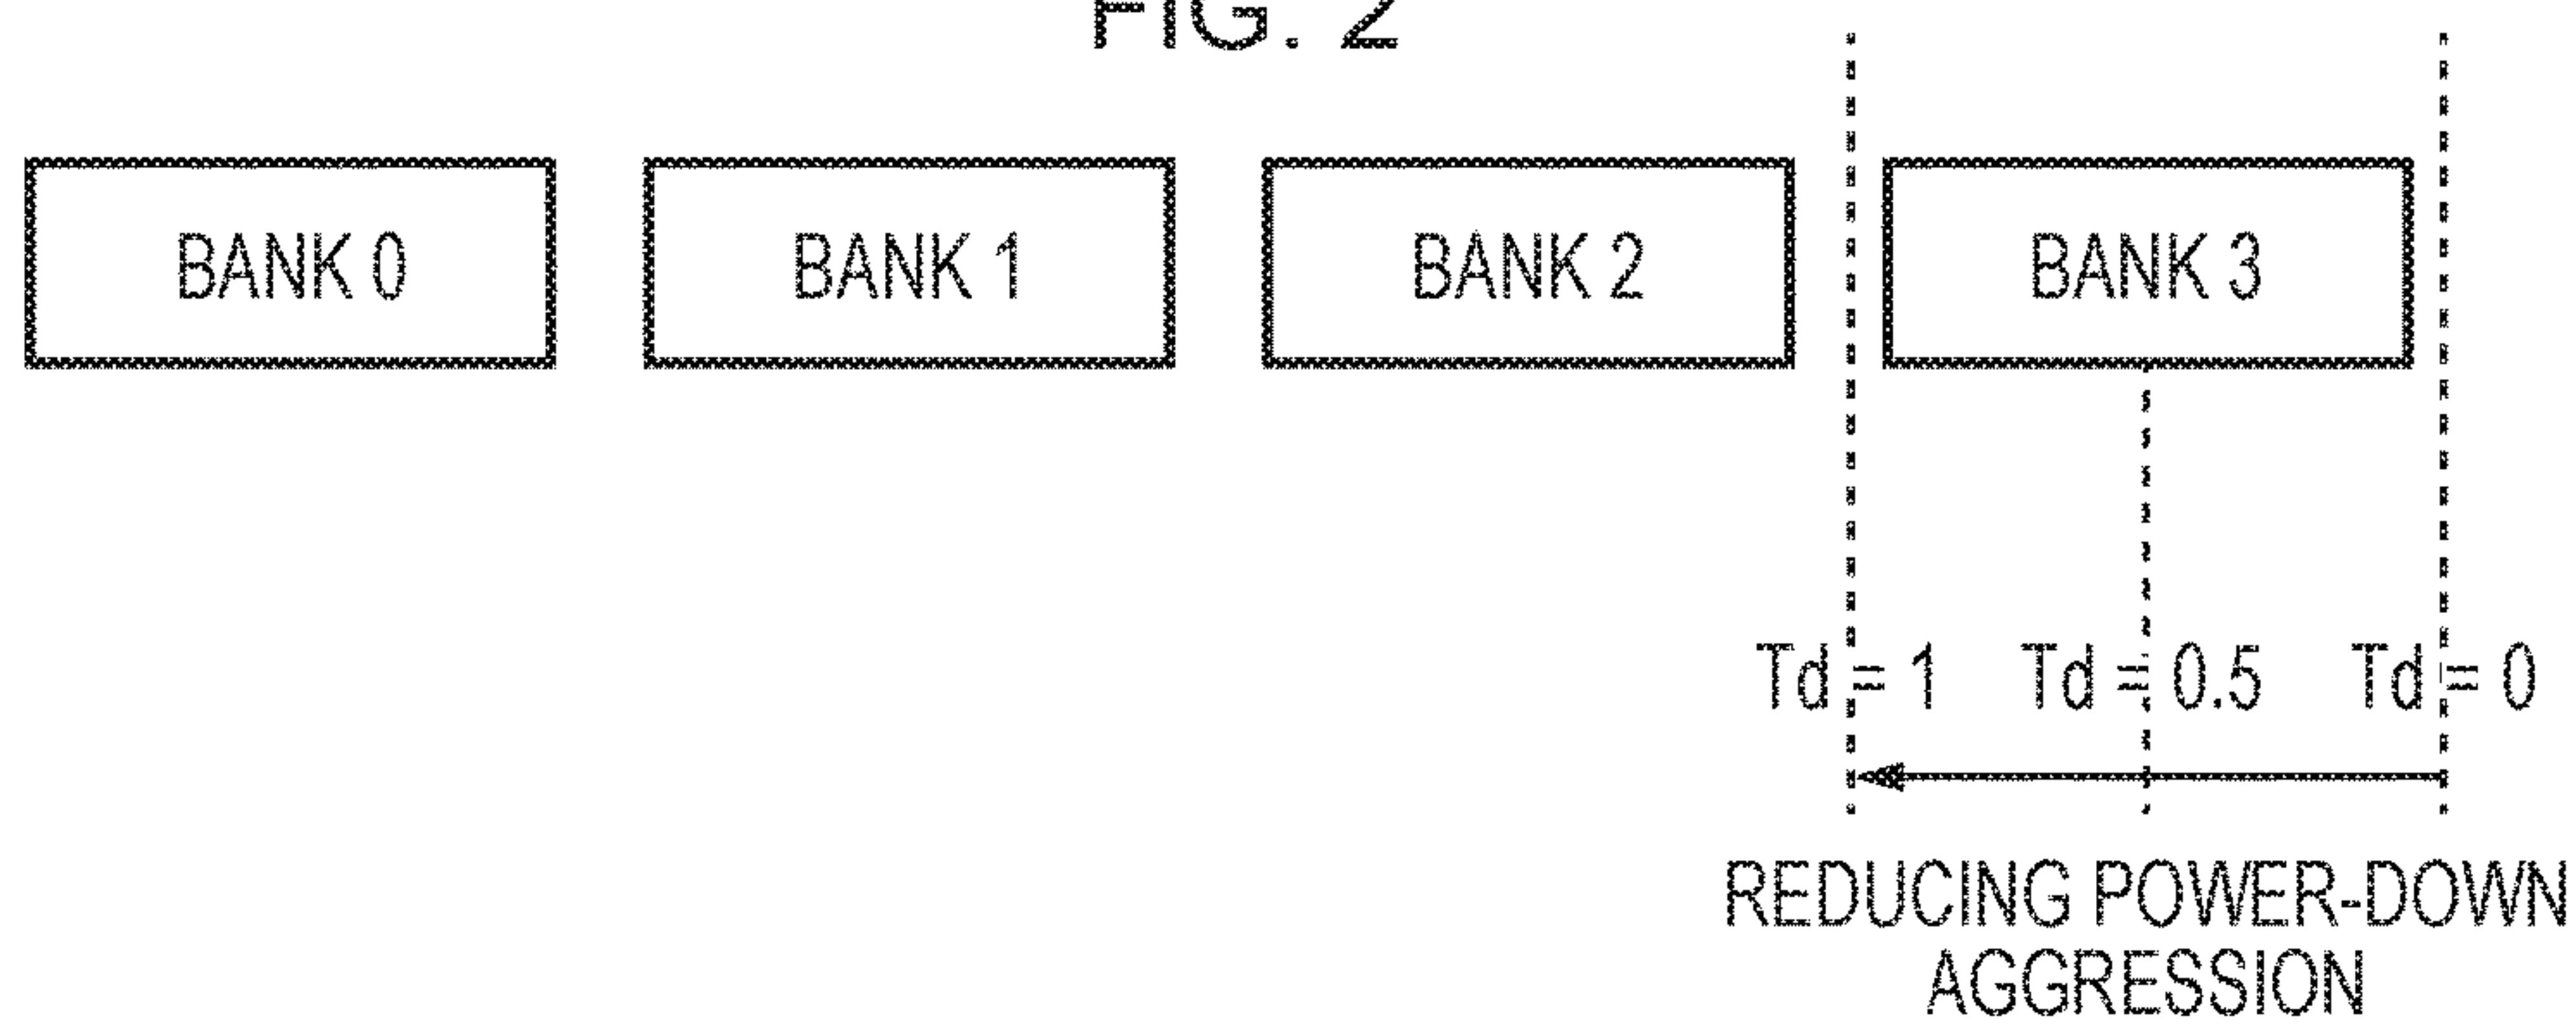 FIG. 2
BANK 0 BANK 1 BANK 2 BANK 3
Td = 1 Td = 0.5 Td = 0
REDUCING POWER-DOWN
AGGRESSION